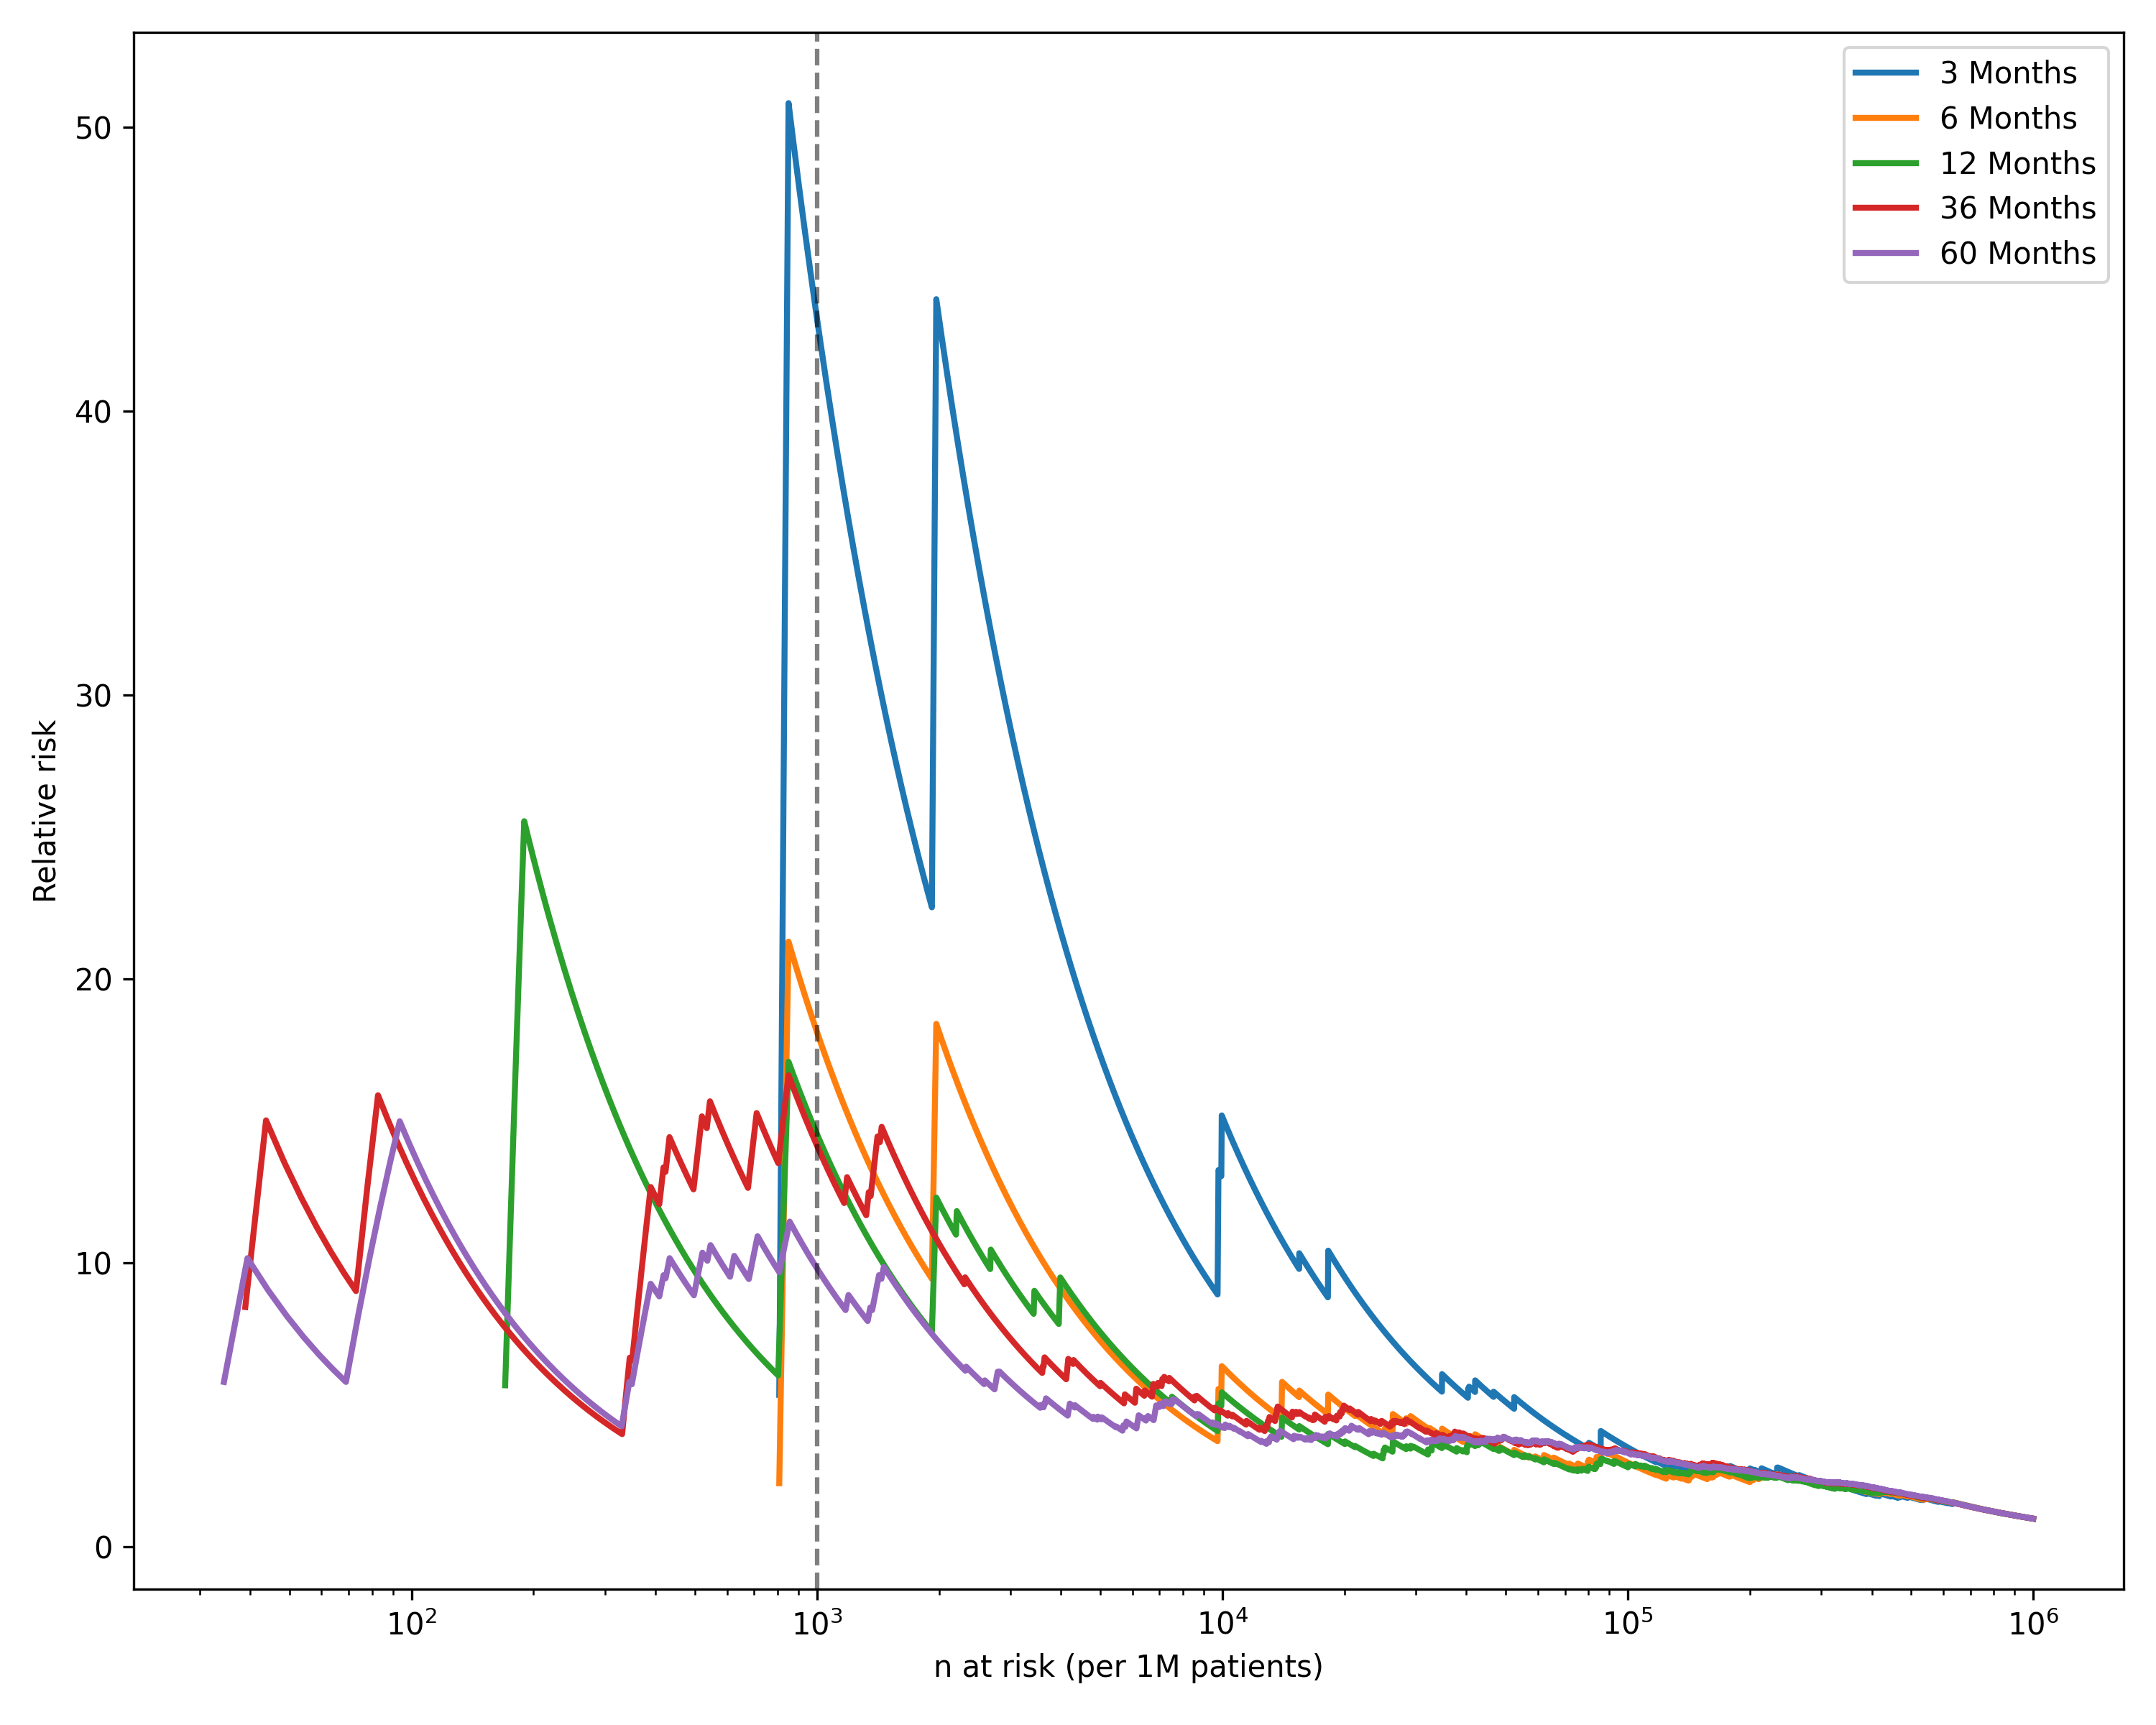 3 Months
6 Months
12 Months
36 Months
60 Months
50
40
30
20
10
0
Relative risk
10²
10³
10⁴
10⁵
10⁶
n at risk (per 1M patients)